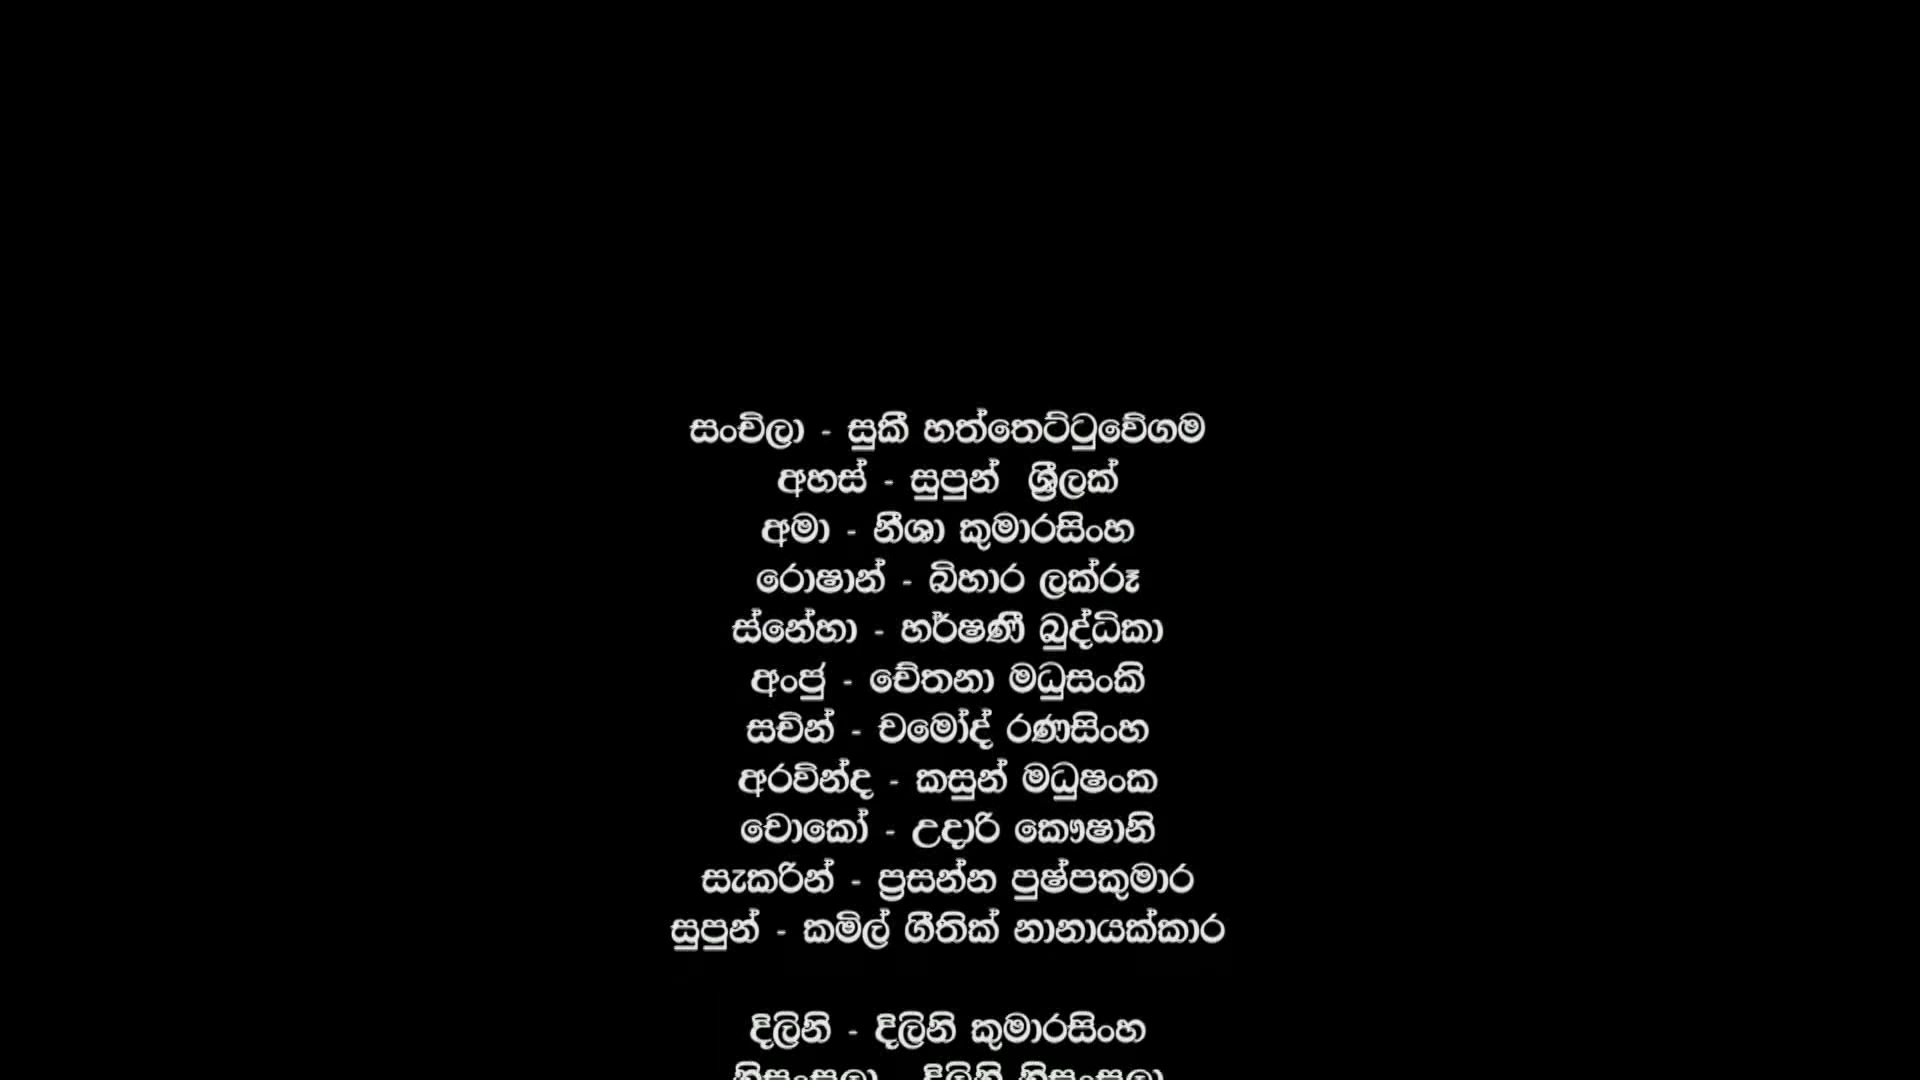 සංචිලා - සුකී හත්තෙට්ටුවේගම
අහස් - සුපුන් ශ්‍රීලක්
අමා - නීශා කුමාරසිංහ
රොෂාන් - බිහාර ලක්රූ
ස්නේහා - හර්ෂණී බුද්ධිකා
අංජු - චේතනා මධුසංකි
සචින් - චමෝද් රණසිංහ
අරවින්ද - කසුන් මධුෂංක
චොකෝ - උදාරි කෞෂානි
සැකරින් - ප්‍රසන්න පුෂ්පකුමාර
සුපුන් - කමිල් ගීතික් නානායක්කාර
දිලිනි - දිලිනි කුමාරසිංහ